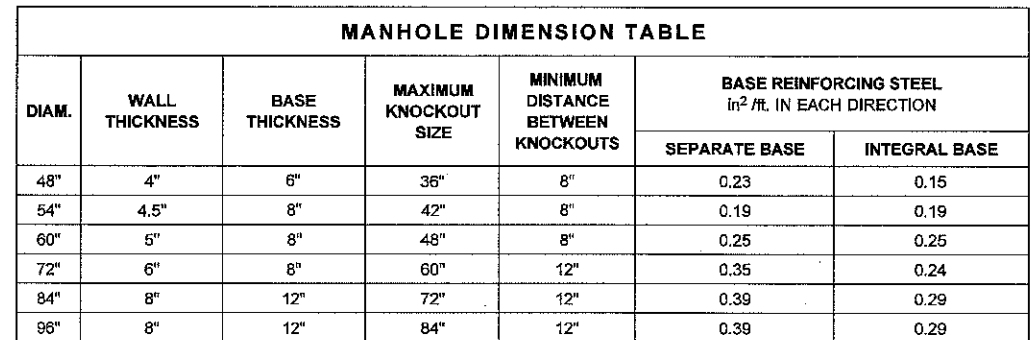 MANHOLE DIMENSION TABLE
DIAM. WALL THICKNESS BASE THICKNESS MAXIMUM KNOCKOUT SIZE MINIMUM DISTANCE BETWEEN KNOCKOUTS BASE REINFORCING STEEL in² /ft. IN EACH DIRECTION
SEPARATE BASE INTEGRAL BASE
48" 4" 6" 36" 8" 0.23 0.15
54" 4.5" 8" 42" 8" 0.19 0.19
60" 5" 8" 48" 8" 0.25 0.25
72" 6" 8" 60" 12" 0.35 0.24
84" 8" 12" 72" 12" 0.39 0.29
96" 8" 12" 84" 12" 0.39 0.29